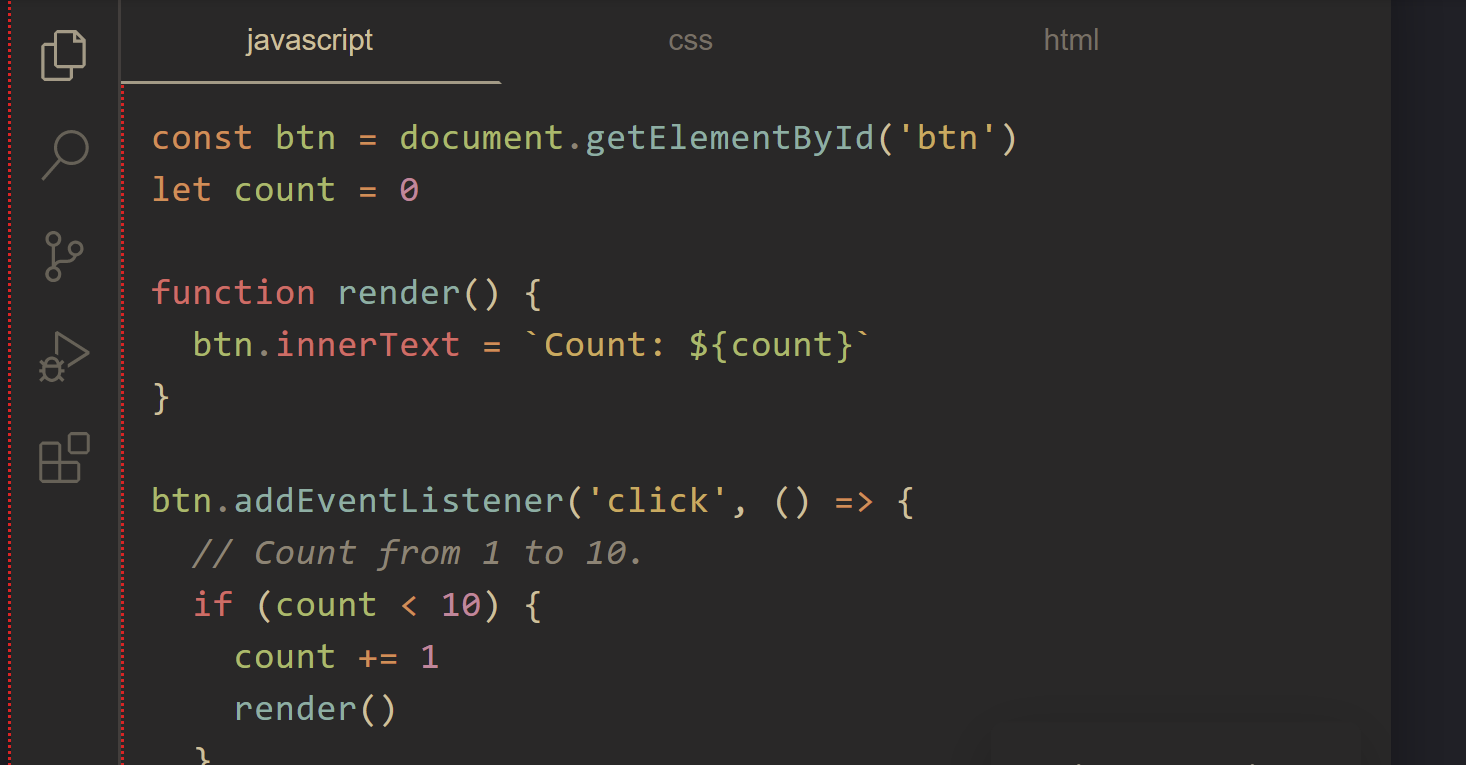 javascript css html
const btn = document.getElementById('btn')
let count = 0
function render() {
  btn.innerText = `Count: ${count}`
}
btn.addEventListener('click', () => {
  // Count from 1 to 10.
  if (count < 10) {
    count += 1
    render()
  }